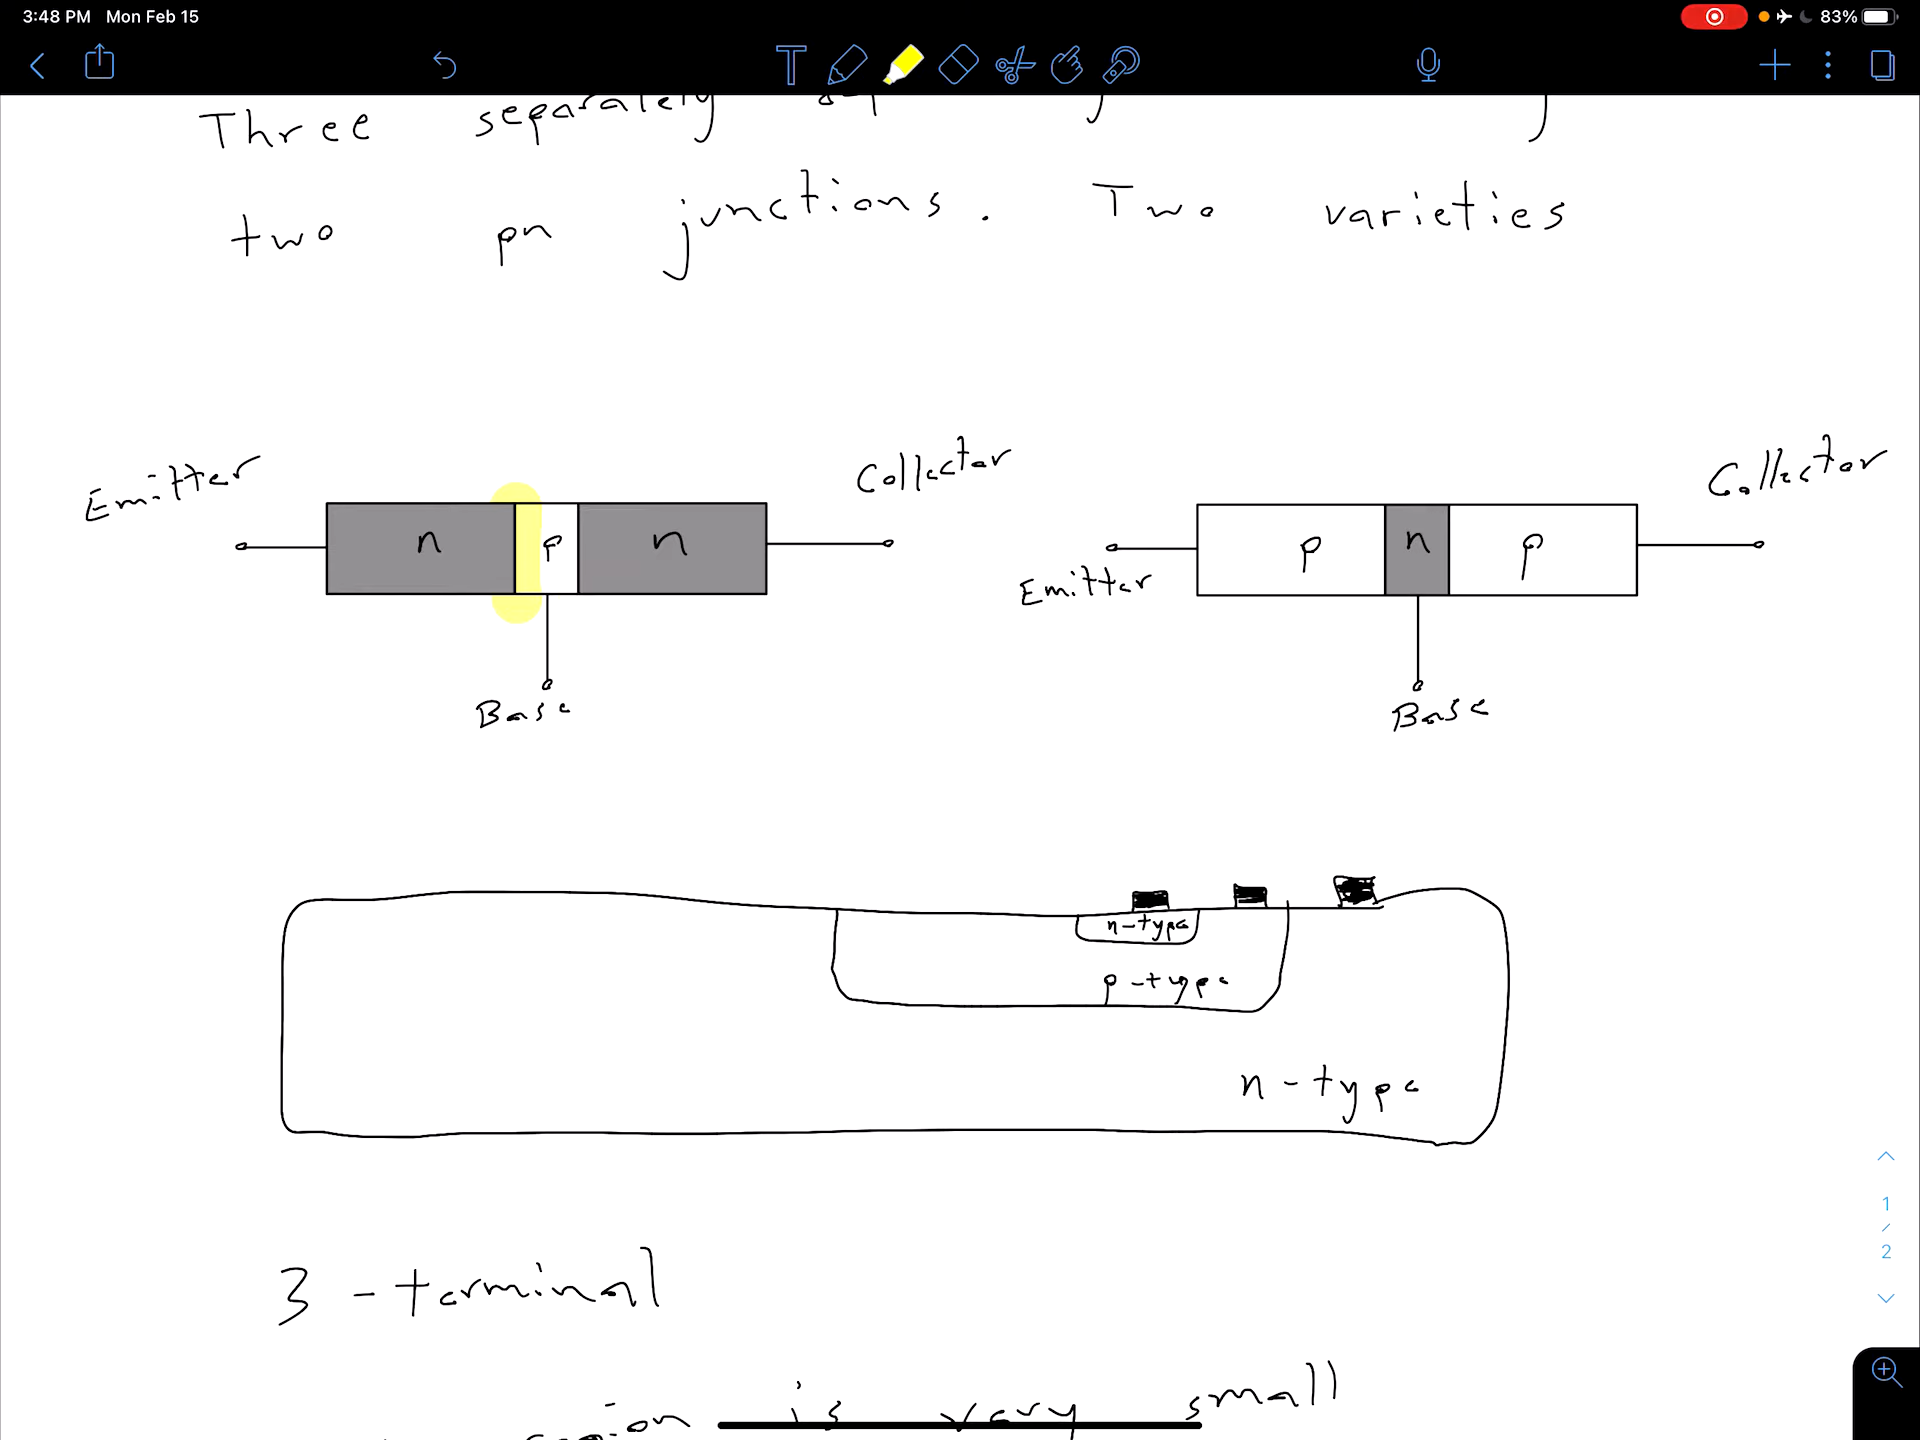 3:48 PM Mon Feb 15
83%
T
Three separately
two pn junctions. Two varieties
Emitter
Collector
n p n
Base
Collector
Emitter
p n p
Base
n-type
p-type
n-type
1
/
2
3-terminal
is very small